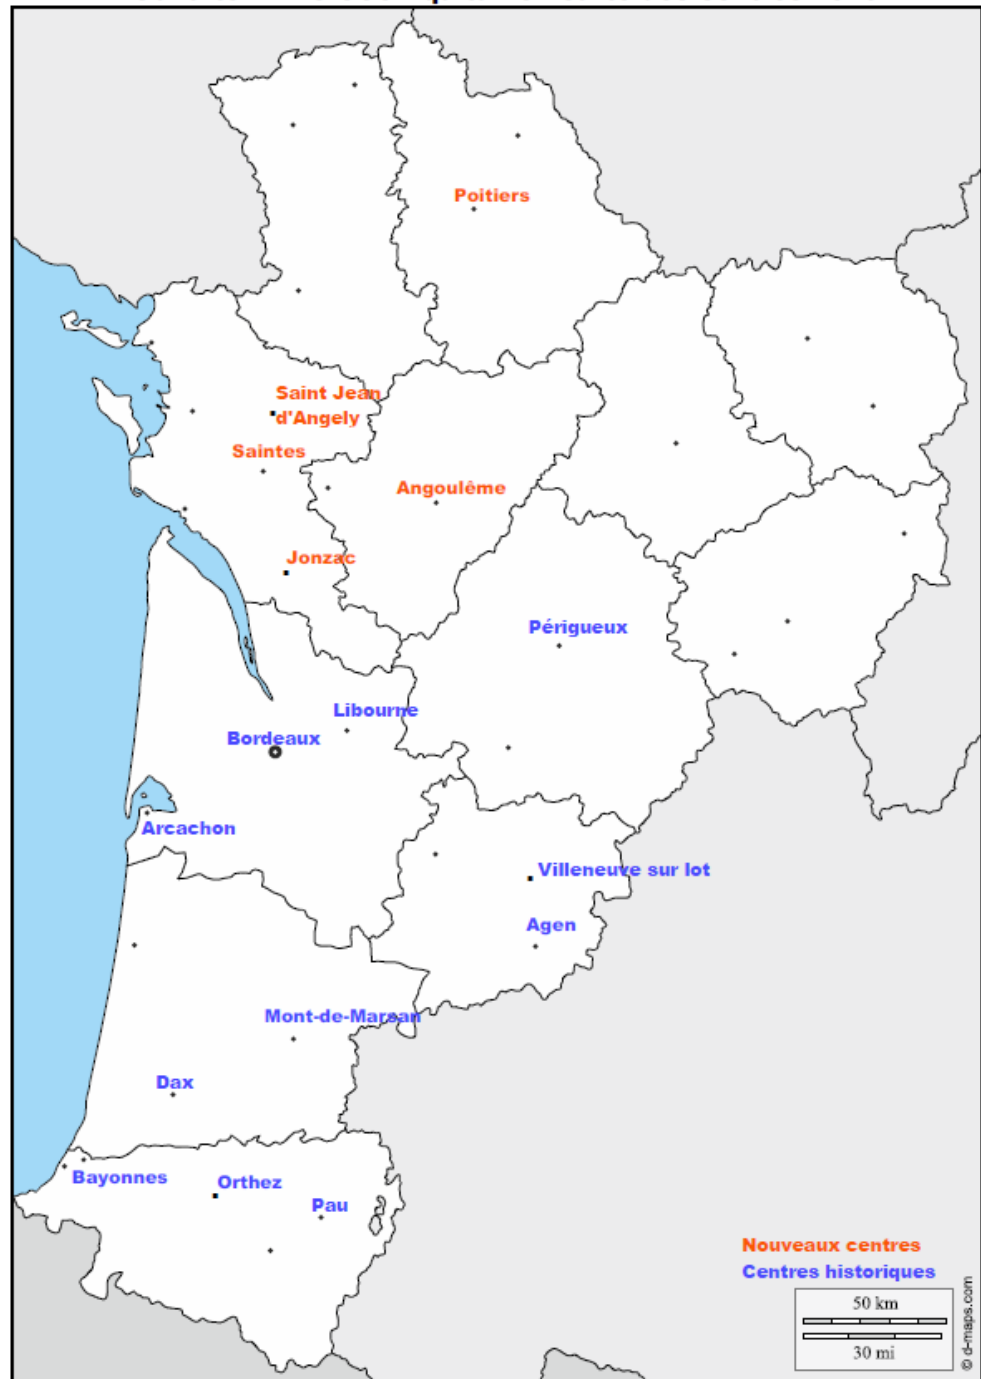 Poitiers
Saint Jean
d'Angely
Saintes
Angoulême
Jonzac
Périgueux
Libourne
Bordeaux
Arcachon
Villeneuve sur lot
Agen
Mont-de-Marsan
Dax
Bayonnes
Orthez
Pau
Nouveaux centres
Centres historiques
50 km
30 mi
© d-maps.com